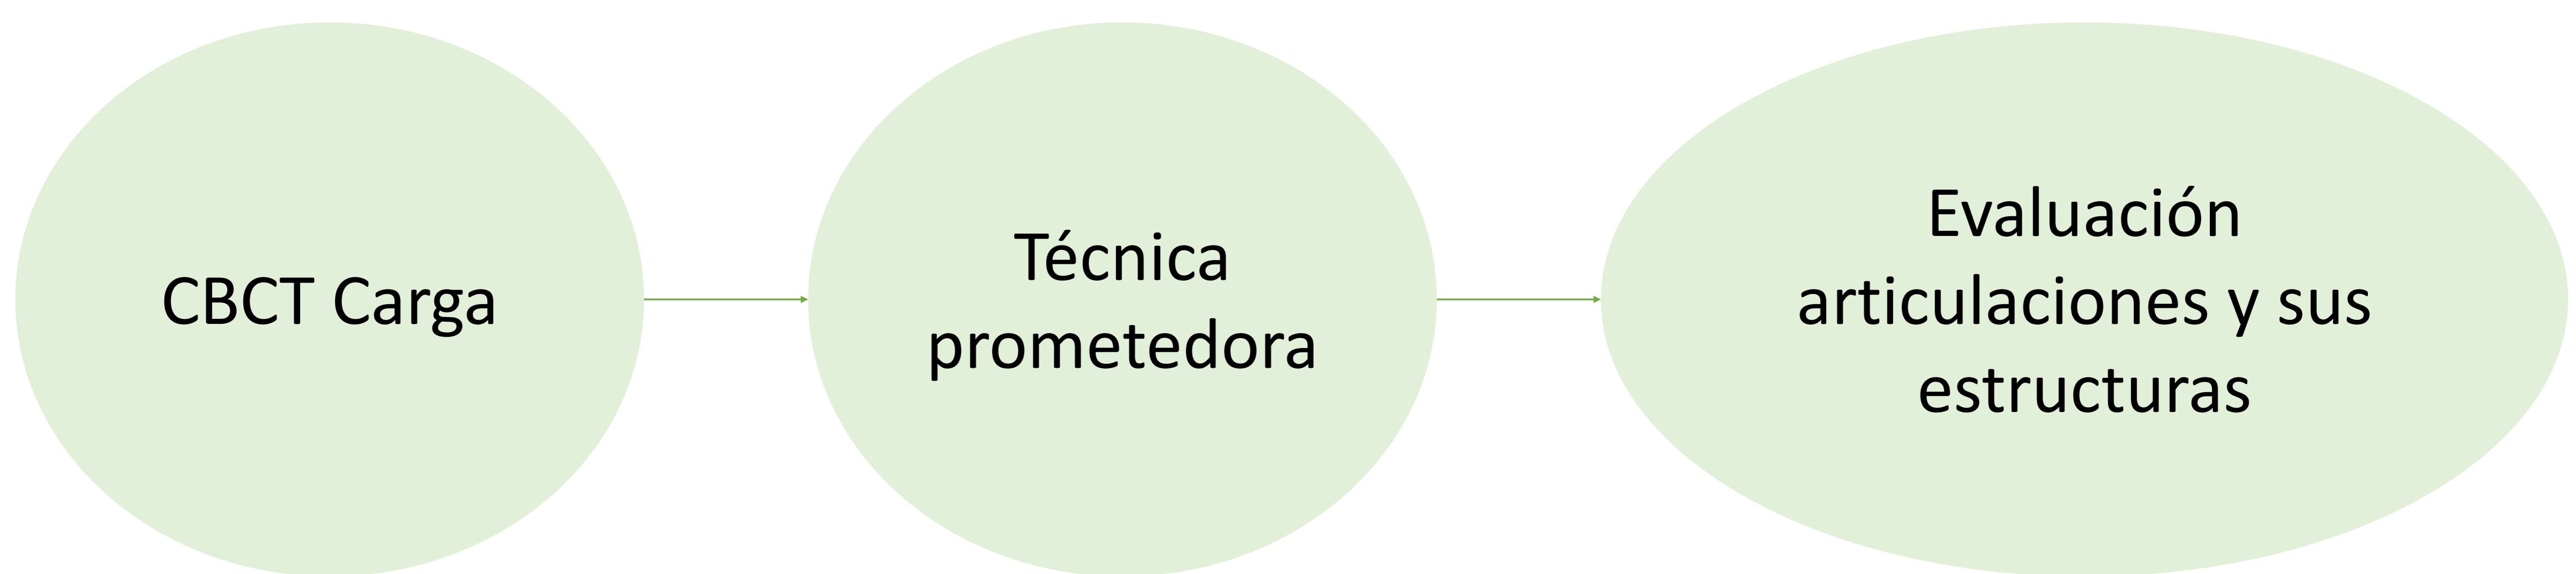 CBCT Carga
Técnica
prometedora
Evaluación
articulaciones y sus
estructuras